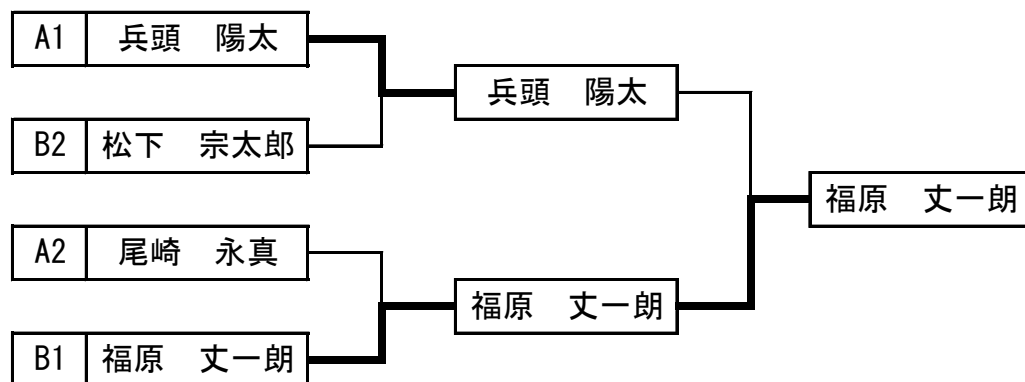 A1 兵頭　陽太
兵頭　陽太
B2 松下　宗太郎
福原　丈一朗
A2 尾崎　永真
福原　丈一朗
B1 福原　丈一朗